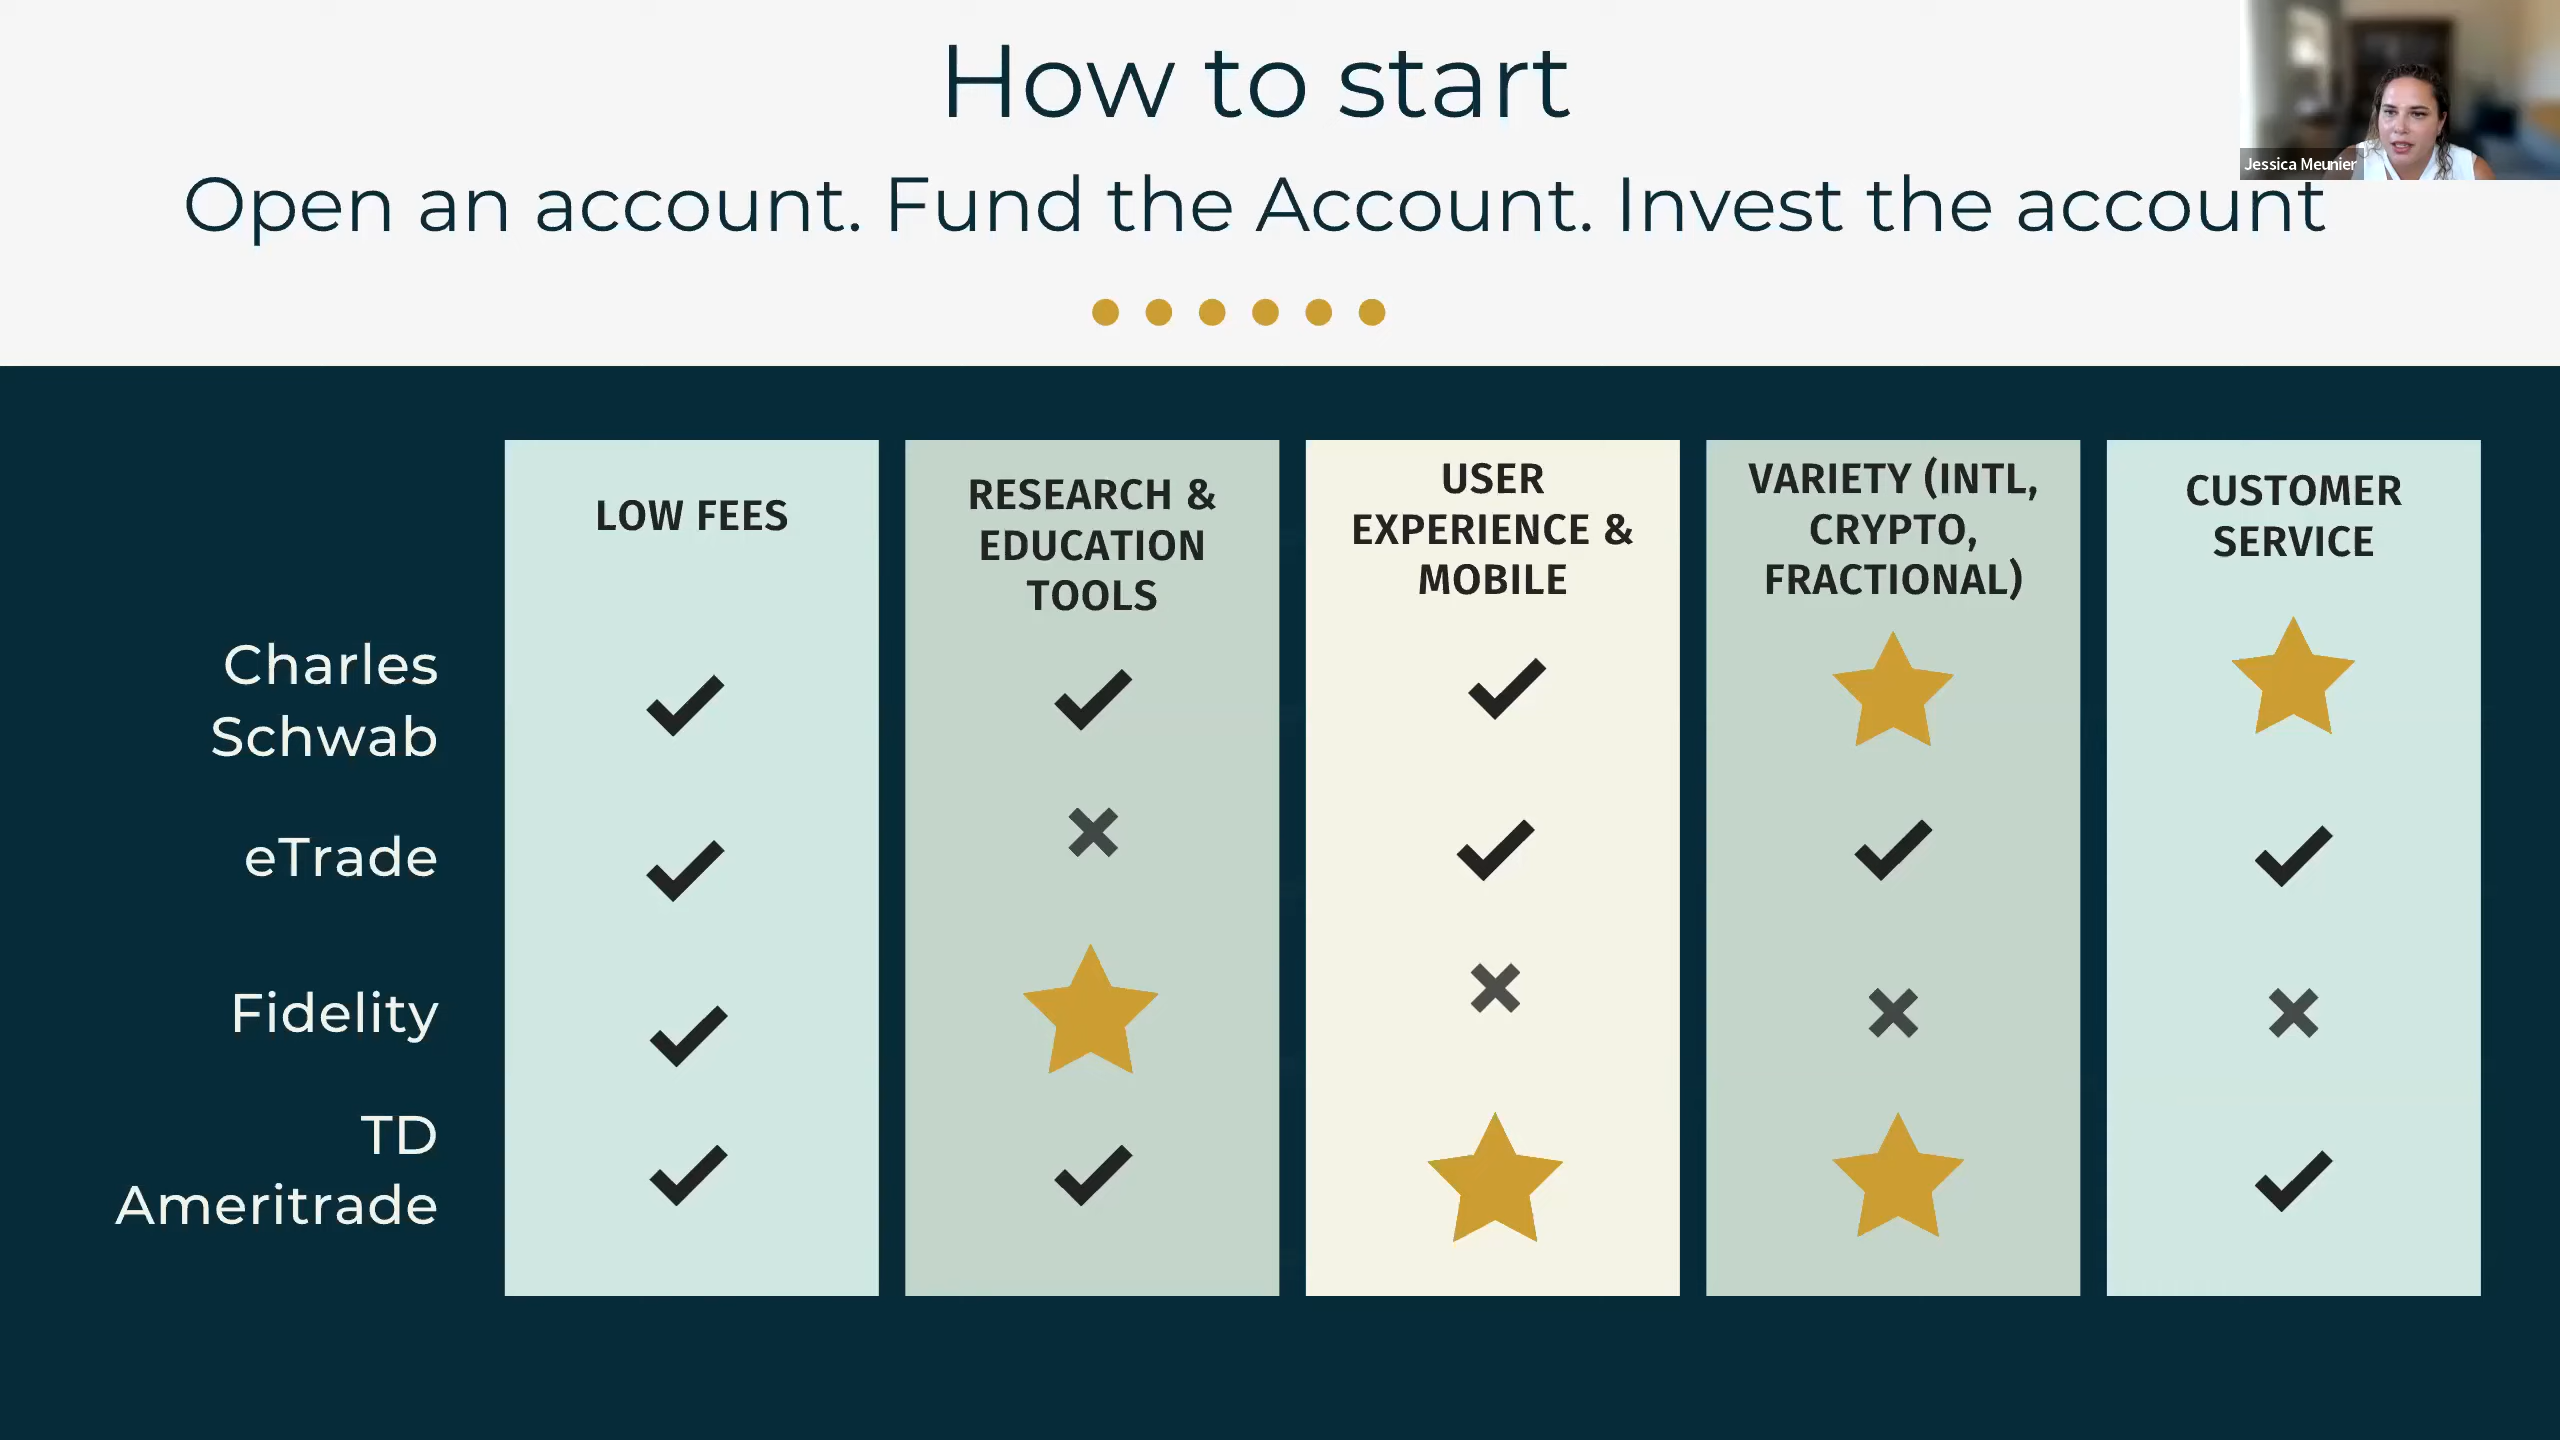 How to start
Jessica Meunier
Open an account. Fund the Account. Invest the account
LOW FEES
RESEARCH &
EDUCATION
TOOLS
USER
EXPERIENCE &
MOBILE
VARIETY (INTL,
CRYPTO,
FRACTIONAL)
CUSTOMER
SERVICE
Charles
Schwab
eTrade
Fidelity
TD
Ameritrade